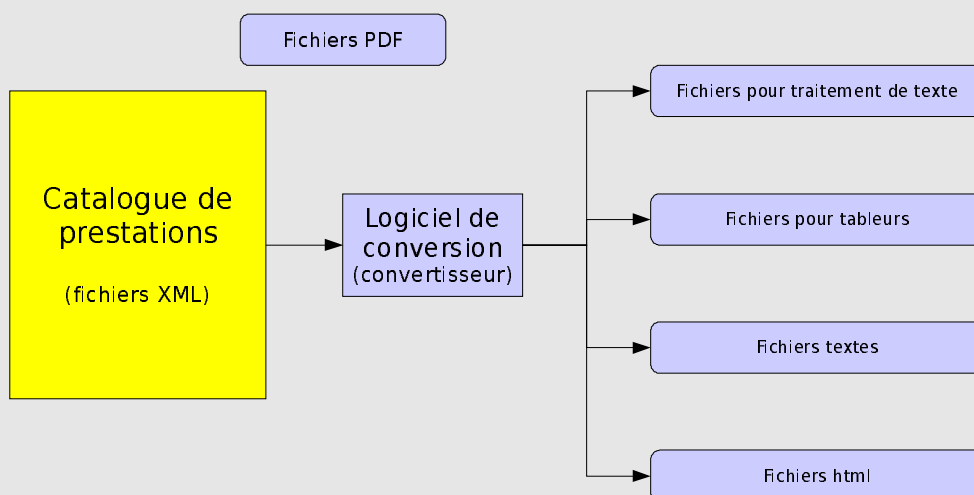 Fichiers PDF
Catalogue de
prestations
(fichiers XML)
Logiciel de
conversion
(convertisseur)
Fichiers pour traitement de texte
Fichiers pour tableurs
Fichiers textes
Fichiers html